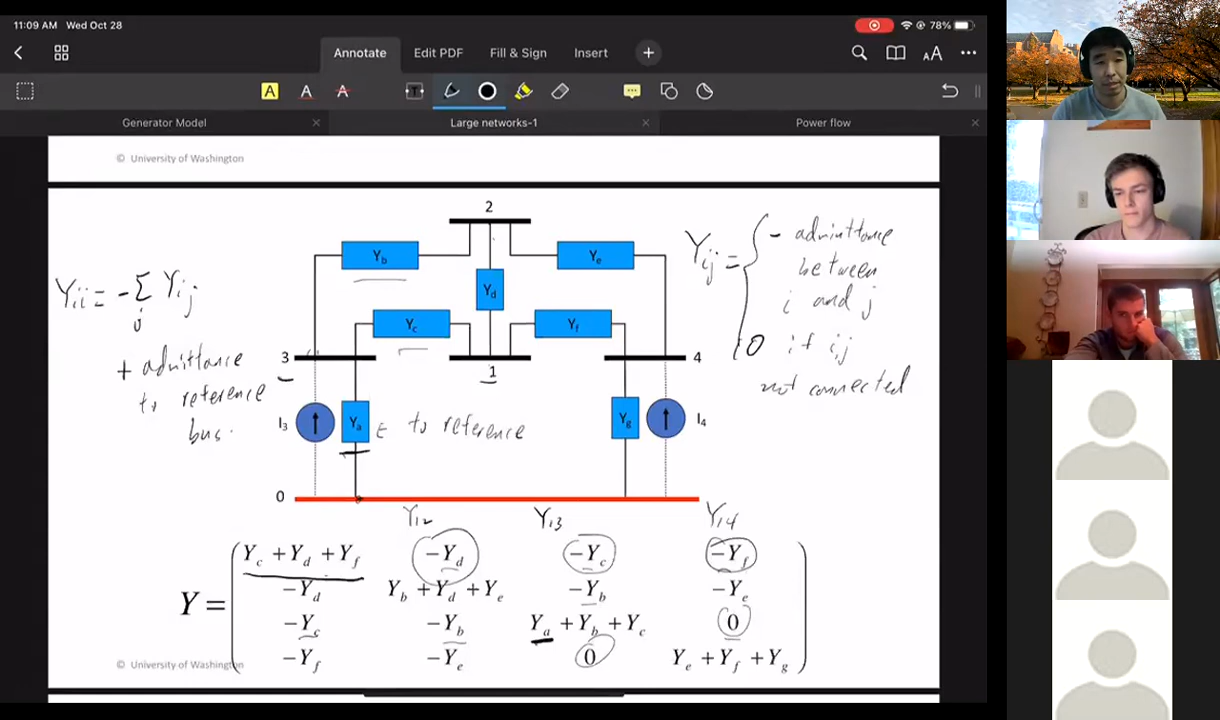 11:09 AM Wed Oct 28
78%
Annotate Edit PDF Fill & Sign Insert
A A A T AA
Generator Model Large networks-1 Power flow
© University of Washington
2
Yb Ye
Yd
Yc Yf
3 1 4
I3 Ya Yg I4
0
Yii = - Σ Yij
j
+ admittance
to reference
bus.
to reference
Yij = { - adminttance
between
i and j
0 if i,j
not connected
Y12 Y13 Y14
Yc + Yd + Yf -Yd -Yc -Yf
-Yd Yb + Yd + Ye -Yb -Ye
Y =
-Yc -Yb Ya + Yb + Yc 0
-Yf -Ye 0 Ye + Yf + Yg
© University of Washington